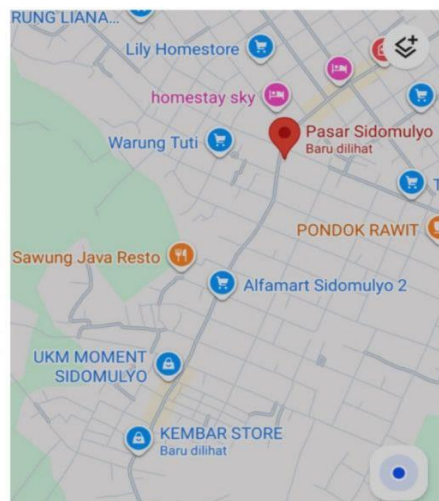 RUNG LIANA...
Lily Homestore
homestay sky
Pasar Sidomulyo
Baru dilihat
Warung Tuti
T
PONDOK RAWIT
Sawung Java Resto
Alfamart Sidomulyo 2
UKM MOMENT
SIDOMULYO
KEMBAR STORE
Baru dilihat